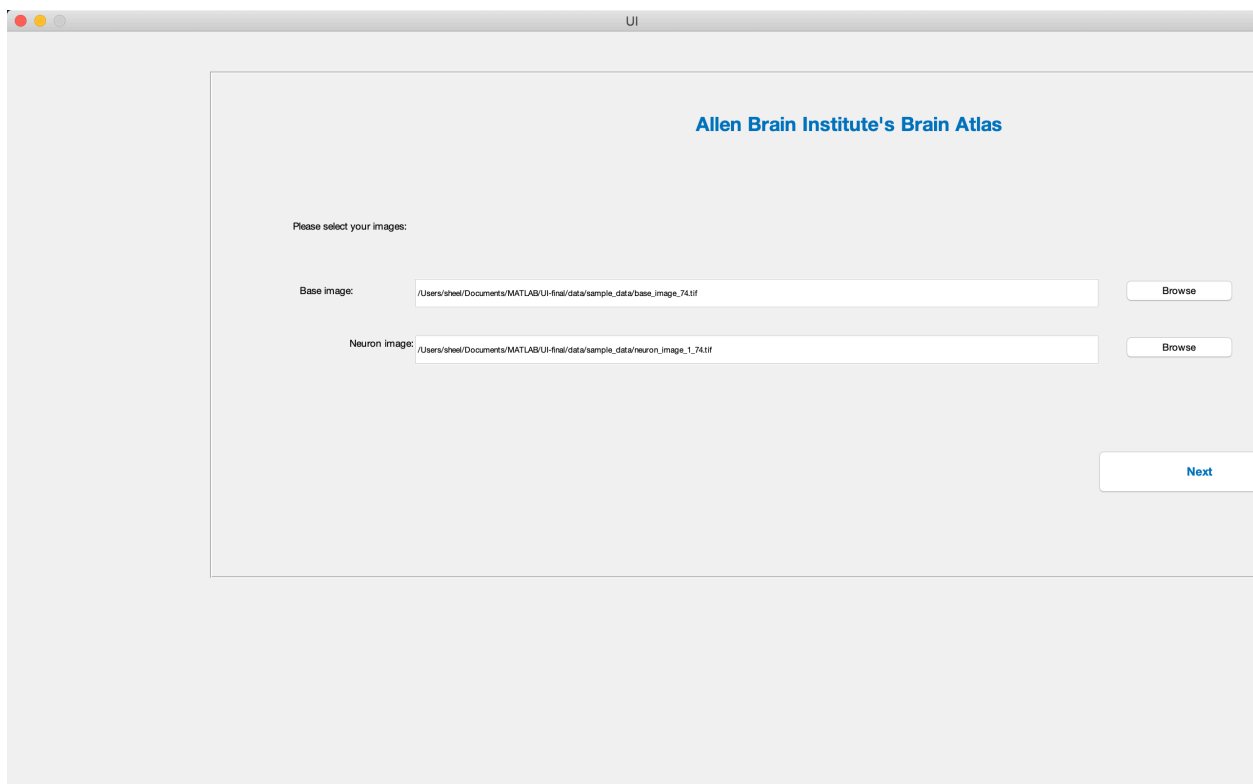 UI
Allen Brain Institute's Brain Atlas
Please select your images:
Base image: /Users/sheel/Documents/MATLAB/UI-final/data/sample_data/base_image_74.tif Browse
Neuron image: /Users/sheel/Documents/MATLAB/UI-final/data/sample_data/neuron_image_1_74.tif Browse
Next